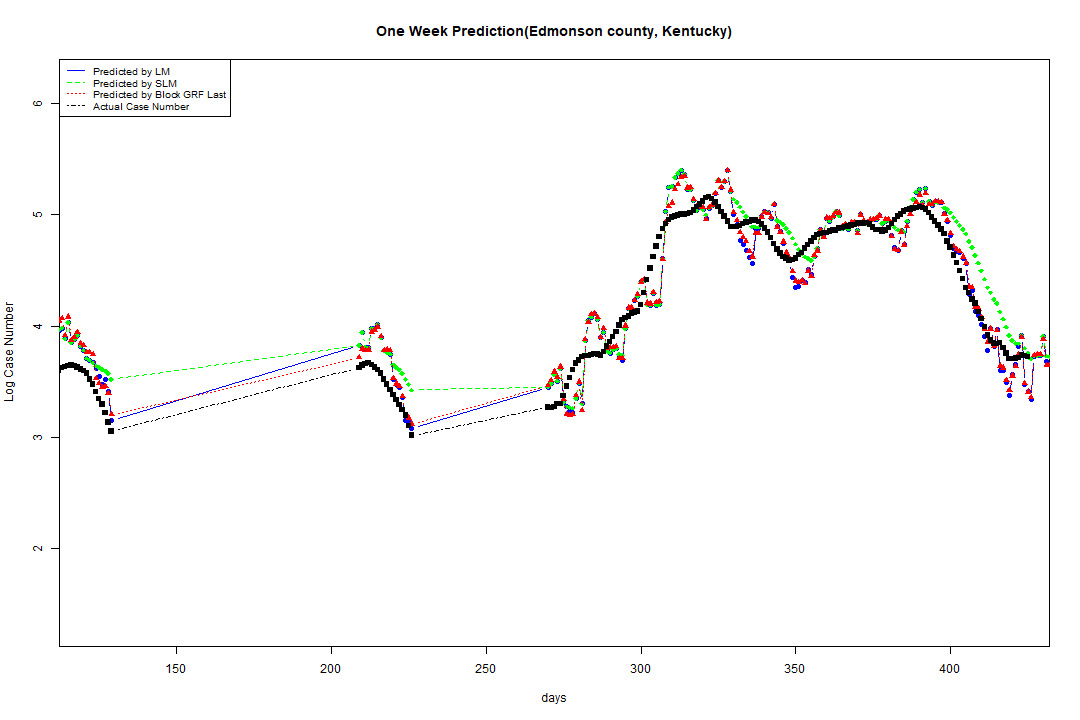 One Week Prediction(Edmonson county, Kentucky)
Predicted by LM
Predicted by SLM
Predicted by Block GRF Last
Actual Case Number
6
5
4
3
2
Log Case Number
150 200 250 300 350 400
days